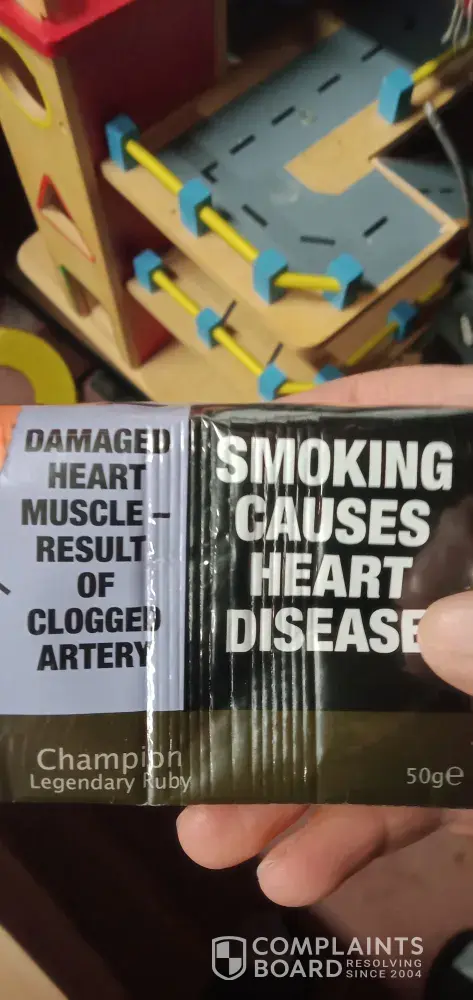 DAMAGED
HEART
MUSCLE –
RESULT
OF
CLOGGED
ARTERY
SMOKING
CAUSES
HEART
DISEASE
Champion
Legendary Ruby
50g℮
COMPLAINTS
BOARD RESOLVING
SINCE 2004